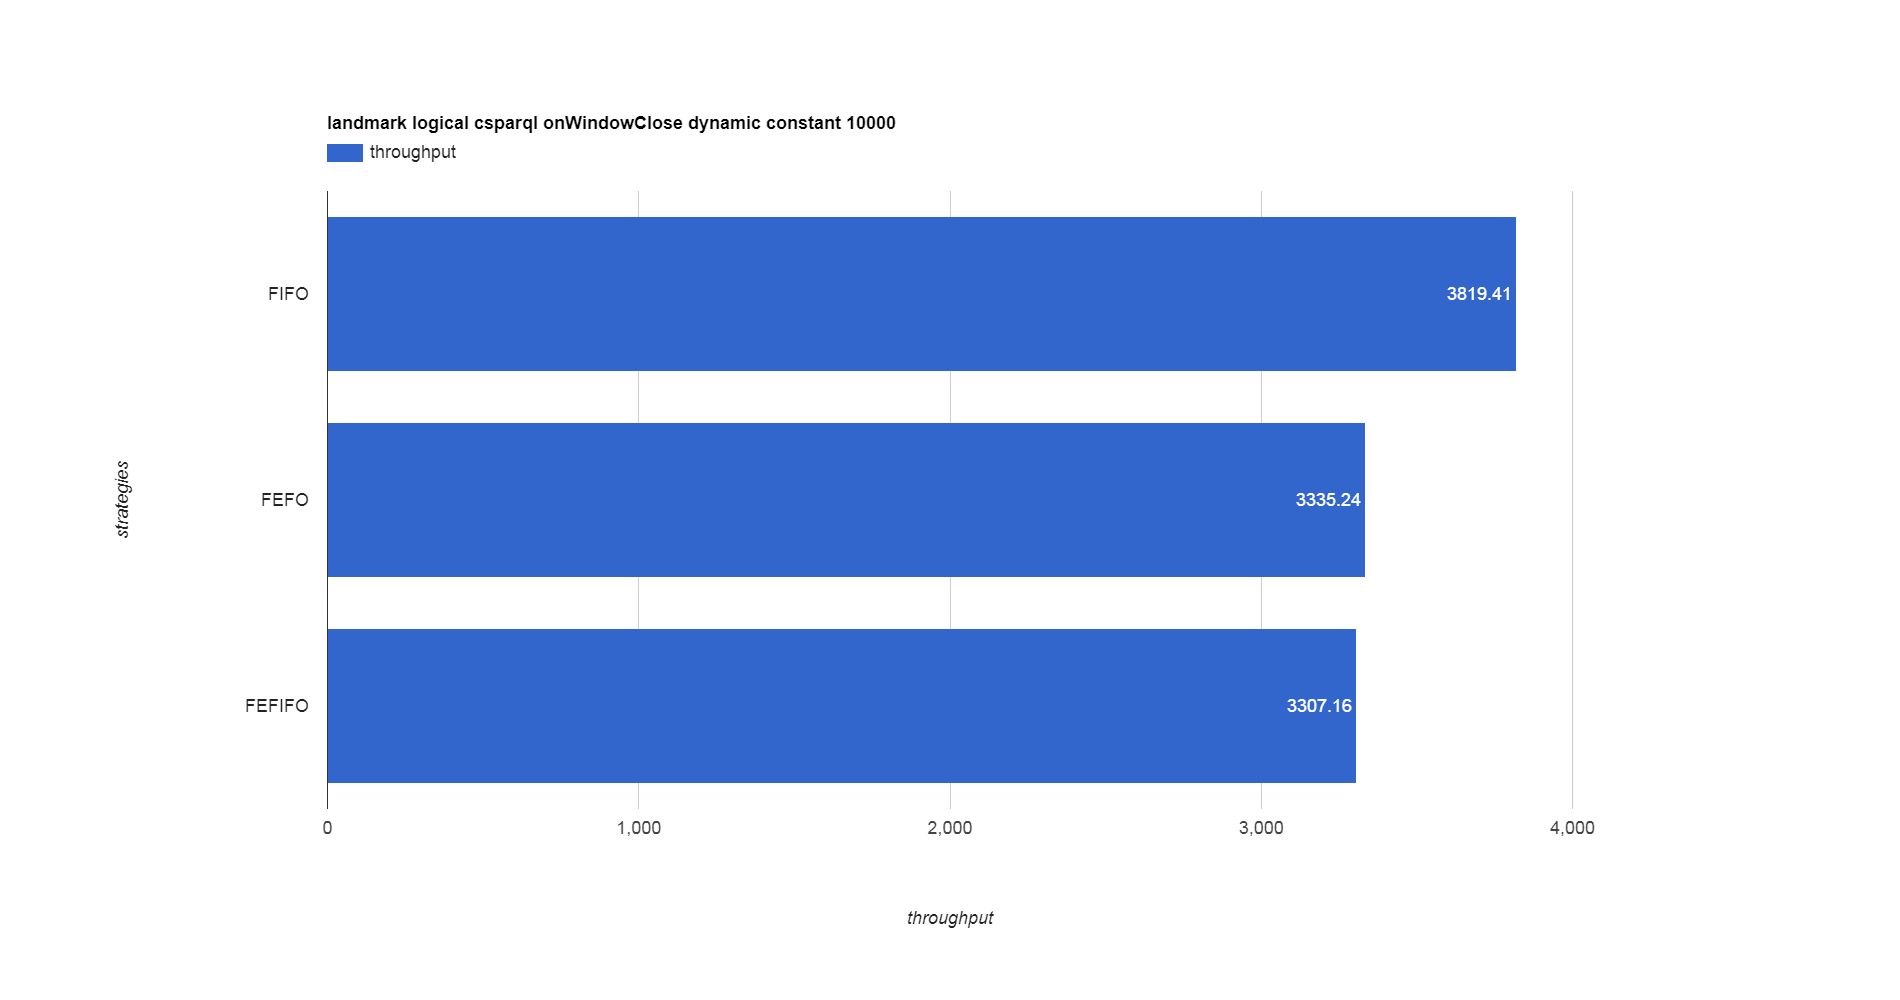 landmark logical csparql onWindowClose dynamic constant 10000
throughput
strategies
FIFO
3819.41
FEFO
3335.24
FEFIFO
3307.16
0
1,000
2,000
3,000
4,000
throughput